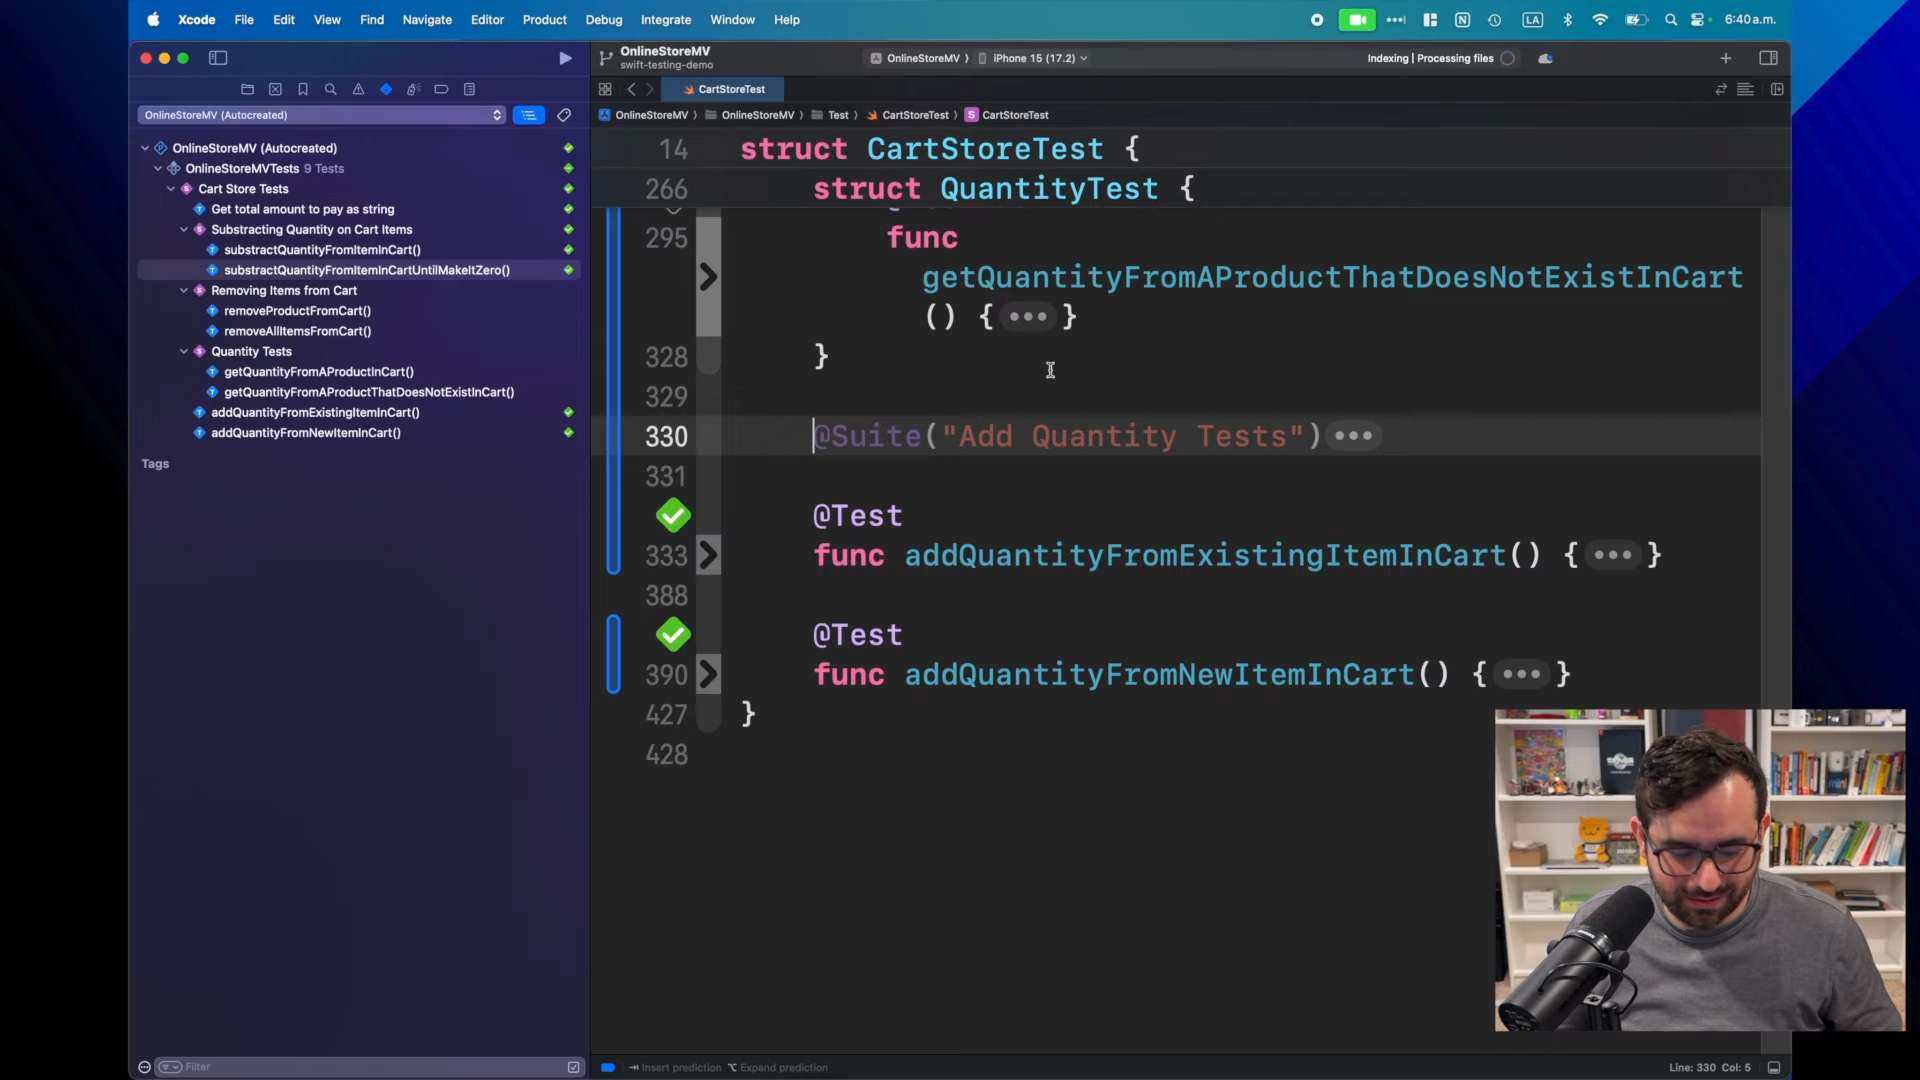 Xcode File Edit View Find Navigate Editor Product Debug Integrate Window Help
LA
6:40 a.m.
OnlineStoreMV
swift-testing-demo
OnlineStoreMV
iPhone 15 (17.2)
Indexing | Processing files
CartStoreTest
OnlineStoreMV (Autocreated)
OnlineStoreMV OnlineStoreMV Test CartStoreTest S CartStoreTest
OnlineStoreMV (Autocreated)
OnlineStoreMVTests 9 Tests
Cart Store Tests
Get total amount to pay as string
Substracting Quantity on Cart Items
substractQuantityFromItemInCart()
substractQuantityFromItemInCartUntilMakeItZero()
Removing Items from Cart
removeProductFromCart()
removeAllItemsFromCart()
Quantity Tests
getQuantityFromAProductInCart()
getQuantityFromAProductThatDoesNotExistInCart()
addQuantityFromExistingItemInCart()
addQuantityFromNewItemInCart()
Tags
14 struct CartStoreTest {
266 struct QuantityTest {
295 func
getQuantityFromAProductThatDoesNotExistInCart
() { ••• }
328 }
329
330 @Suite("Add Quantity Tests") •••
331
@Test
333 func addQuantityFromExistingItemInCart() { ••• }
388
@Test
390 func addQuantityFromNewItemInCart() { ••• }
427 }
428
Filter
Insert prediction Expand prediction
Line: 330 Col: 5